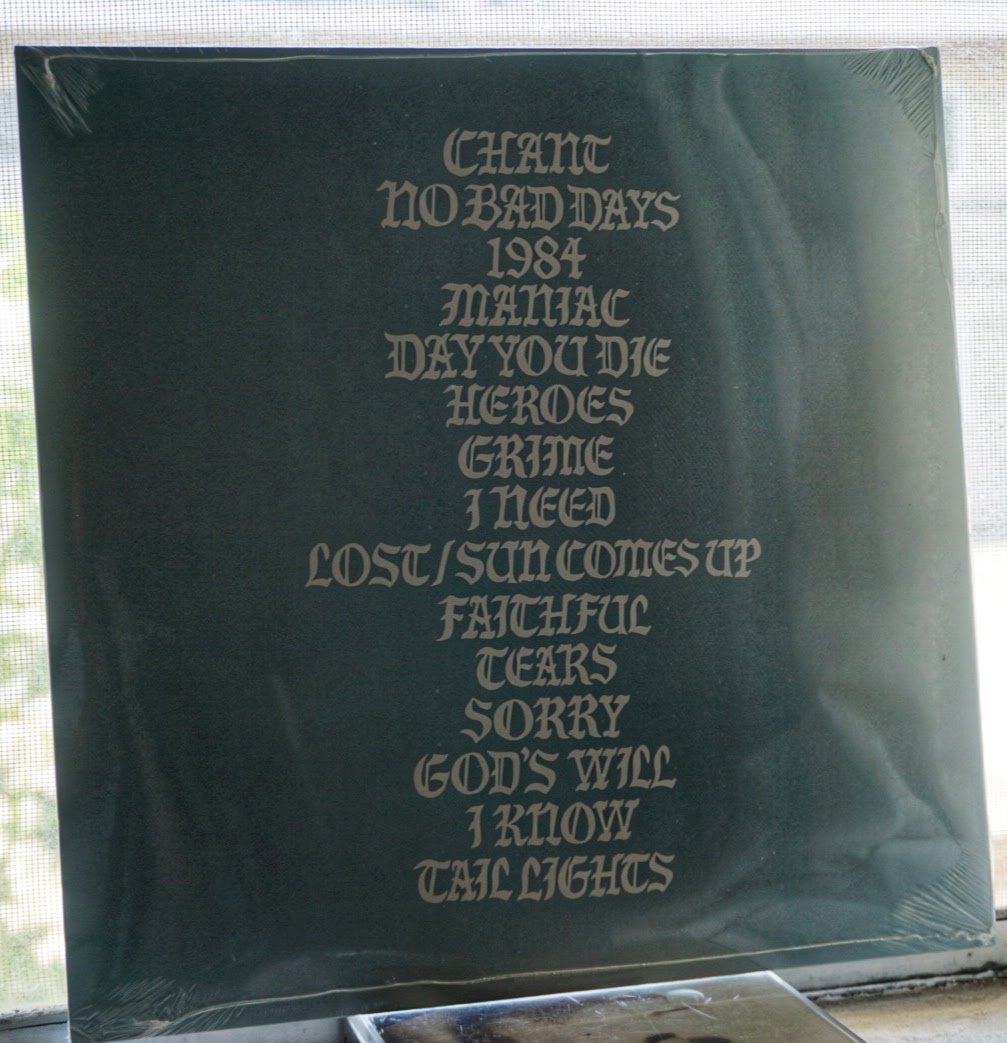 CHANT
NO BAD DAYS
1984
MANIAC
DAY YOU DIE
HEROES
GRIME
I NEED
LOST/SUN COMES UP
FAITHFUL
TEARS
SORRY
GOD'S WILL
I KNOW
TAIL LIGHTS